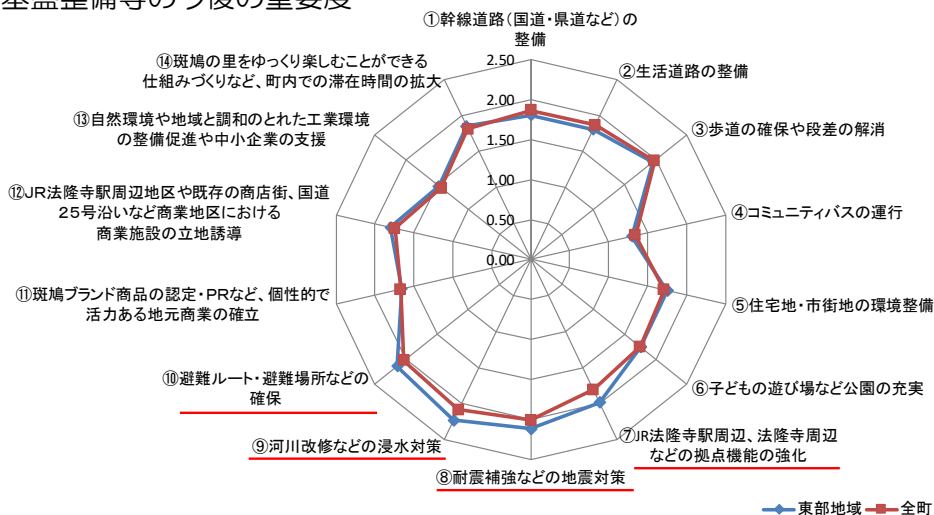 基盤整備等の今後の重要度
①幹線道路(国道・県道など)の
整備
②生活道路の整備
③歩道の確保や段差の解消
④コミュニティバスの運行
⑤住宅地・市街地の環境整備
⑥子どもの遊び場など公園の充実
⑦JR法隆寺駅周辺、法隆寺周辺
などの拠点機能の強化
⑧耐震補強などの地震対策
⑨河川改修などの浸水対策
⑩避難ルート・避難場所などの
確保
⑪斑鳩ブランド商品の認定・PRなど、個性的で
活力ある地元商業の確立
⑫JR法隆寺駅周辺地区や既存の商店街、国道
25号沿いなど商業地区における
商業施設の立地誘導
⑬自然環境や地域と調和のとれた工業環境
の整備促進や中小企業の支援
⑭斑鳩の里をゆっくり楽しむことができる
仕組みづくりなど、町内での滞在時間の拡大
2.50
2.00
1.50
1.00
0.50
0.00
東部地域
全町